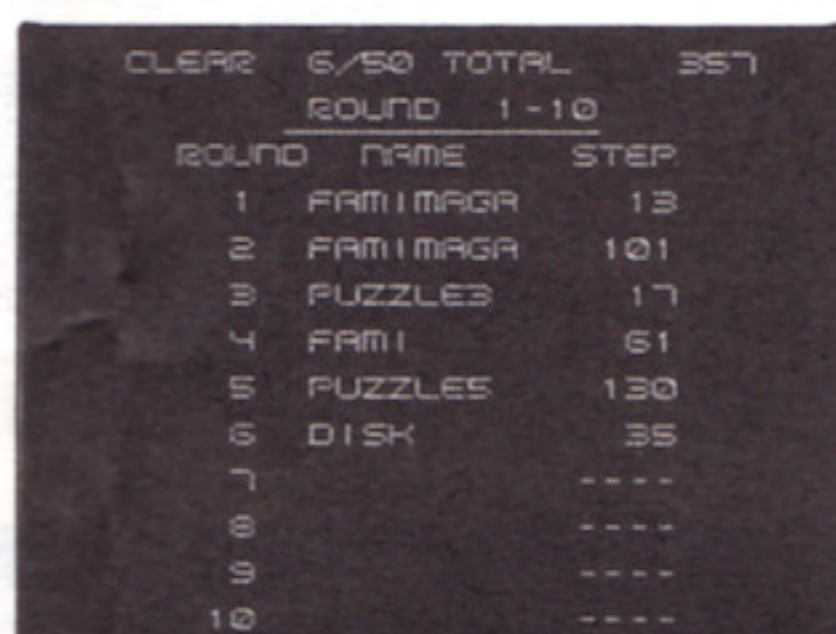 CLEAR 6/50 TOTAL 357
ROUND 1-10
ROUND NAME STEP
1 FAMIMAGA 13
2 FAMIMAGA 101
3 PUZZLE3 17
4 FAMI 61
5 PUZZLE5 130
6 DISK 35
7 ----
8 ----
9 ----
10 ----